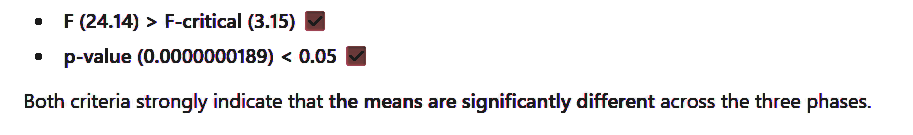 • F (24.14) > F-critical (3.15) ✓
• p-value (0.0000000189) < 0.05 ✓
Both criteria strongly indicate that the means are significantly different across the three phases.